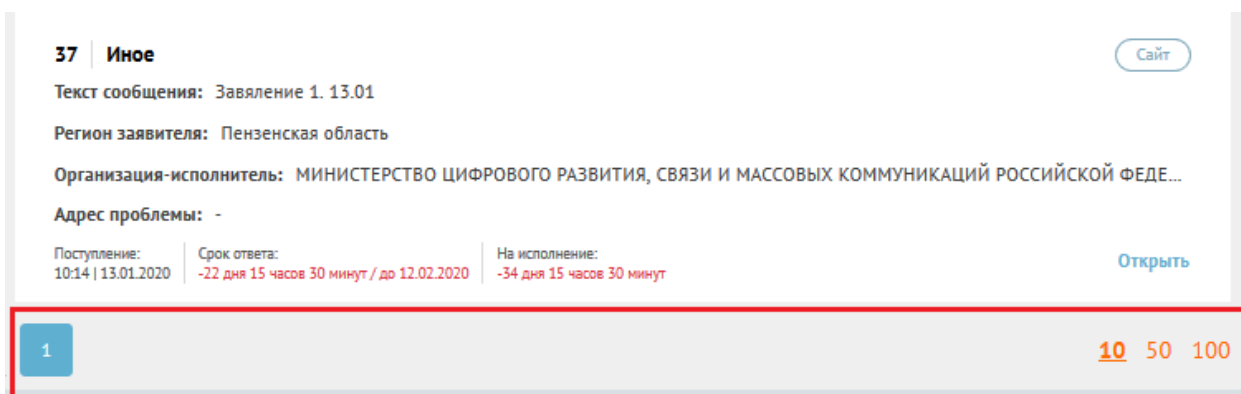 37 Иное Сайт
Текст сообщения: Завяление 1. 13.01
Регион заявителя: Пензенская область
Организация-исполнитель: МИНИСТЕРСТВО ЦИФРОВОГО РАЗВИТИЯ, СВЯЗИ И МАССОВЫХ КОММУНИКАЦИЙ РОССИЙСКОЙ ФЕДЕ...
Адрес проблемы: -
Поступление: Срок ответа: На исполнение:
10:14 | 13.01.2020 -22 дня 15 часов 30 минут / до 12.02.2020 -34 дня 15 часов 30 минут Открыть
1 10 50 100